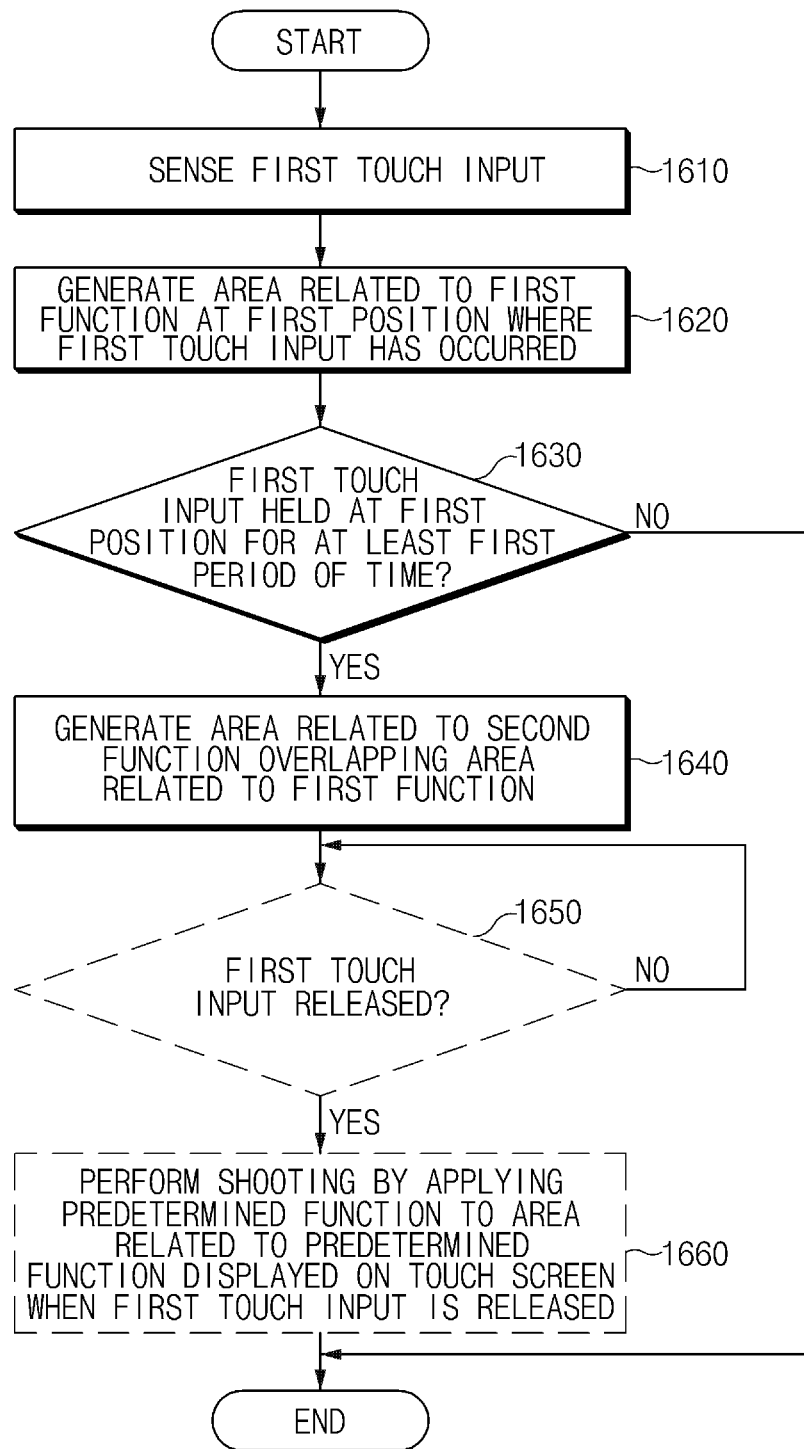 START
SENSE FIRST TOUCH INPUT
1610
GENERATE AREA RELATED TO FIRST
FUNCTION AT FIRST POSITION WHERE
FIRST TOUCH INPUT HAS OCCURRED
1620
1630
FIRST TOUCH
INPUT HELD AT FIRST
POSITION FOR AT LEAST FIRST
PERIOD OF TIME?
NO
YES
GENERATE AREA RELATED TO SECOND
FUNCTION OVERLAPPING AREA
RELATED TO FIRST FUNCTION
1640
1650
FIRST TOUCH
INPUT RELEASED?
NO
YES
PERFORM SHOOTING BY APPLYING
PREDETERMINED FUNCTION TO AREA
RELATED TO PREDETERMINED
FUNCTION DISPLAYED ON TOUCH SCREEN
WHEN FIRST TOUCH INPUT IS RELEASED
1660
END